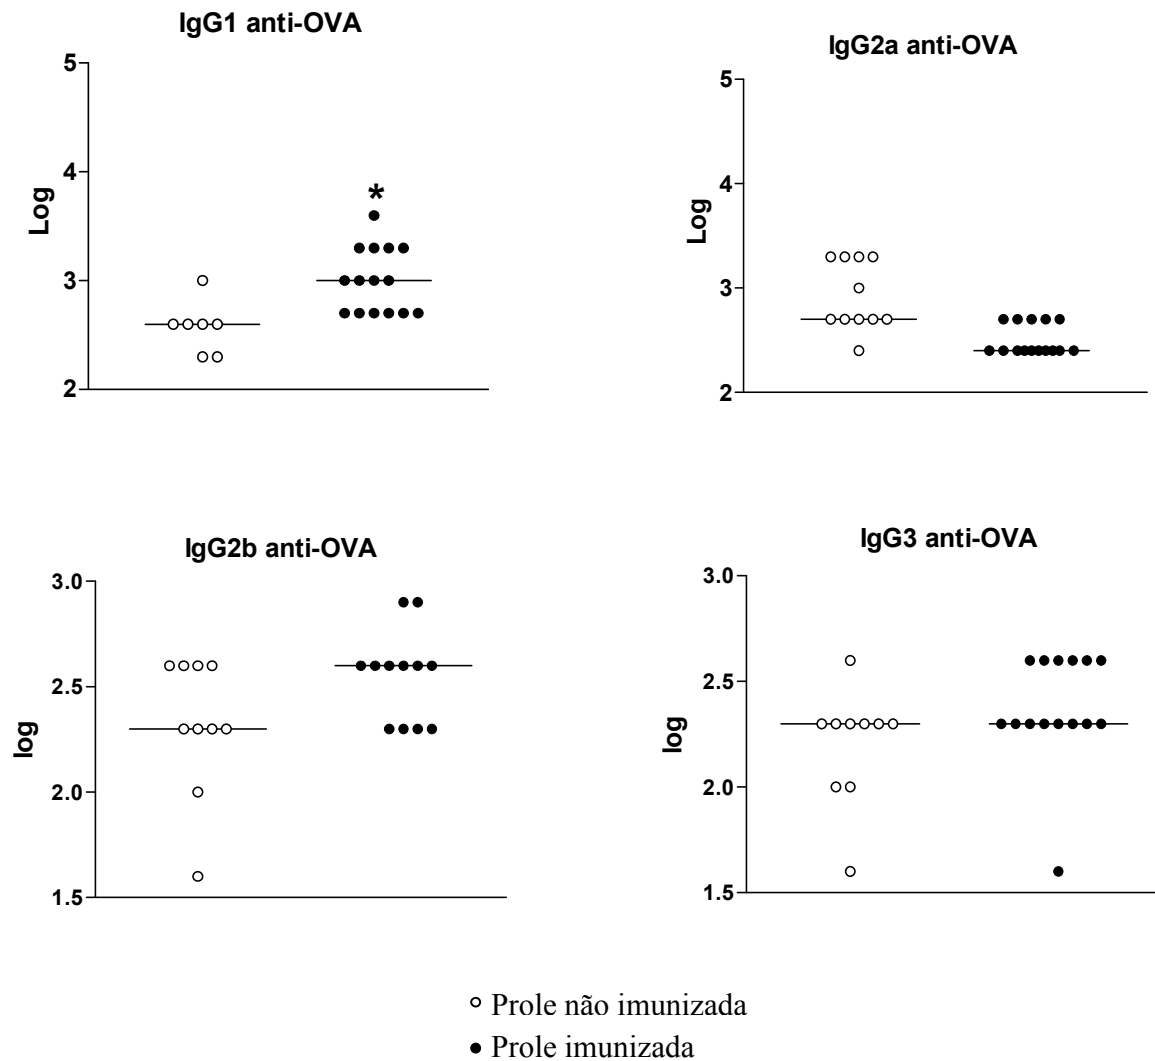 IgG1 anti-OVA
5
4
3
2
Log
*
IgG2a anti-OVA
5
4
3
2
Log
IgG2b anti-OVA
3.0
2.5
2.0
1.5
log
IgG3 anti-OVA
3.0
2.5
2.0
1.5
log
Prole não imunizada
Prole imunizada